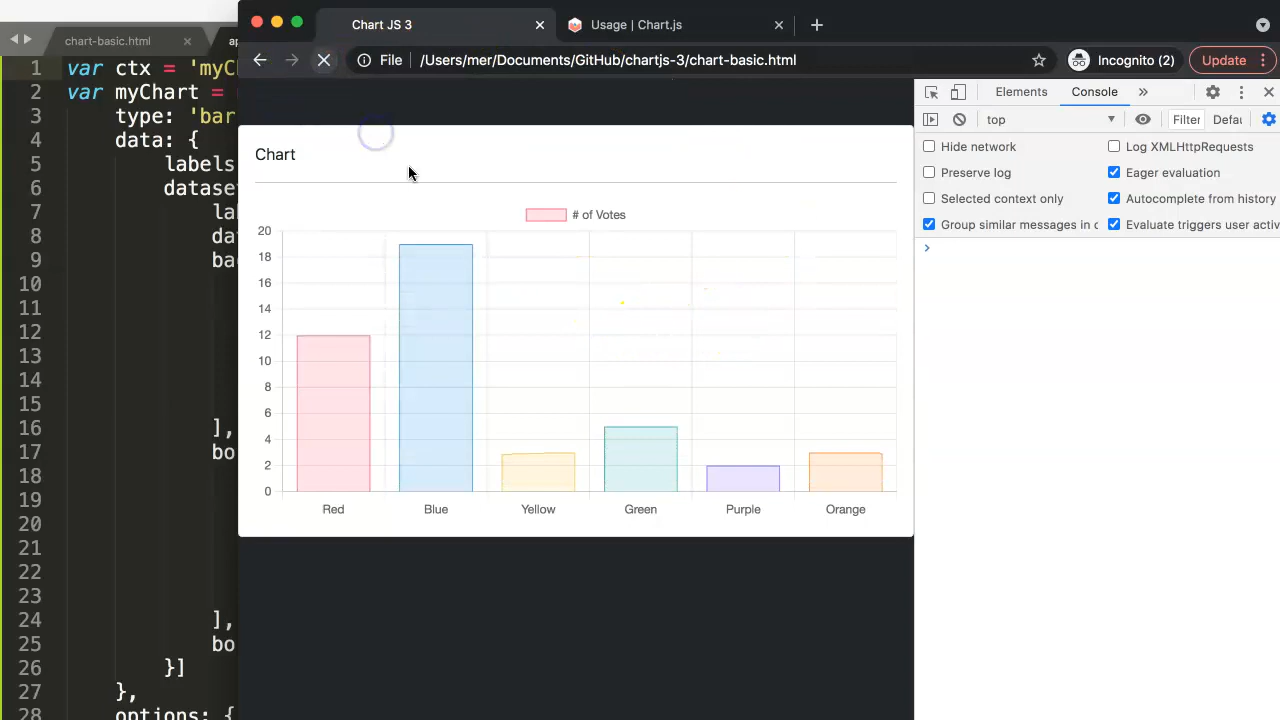 Chart JS 3
Usage | Chart.js
chart-basic.html
ap
File
/Users/mer/Documents/GitHub/chartjs-3/chart-basic.html
Incognito (2)
Update
1 var ctx = 'myC
2 var myChart =
3 type: 'bar
4 data: {
5 labels
6 datase
7 la
8 da
9 ba
10
11
12
13
14
15
16 ],
17 bo
18
19
20
21
22
23
24 ],
25 bo
26 }]
27 },
28 options: {
Chart
# of Votes
20
18
16
14
12
10
8
6
4
2
0
Red Blue Yellow Green Purple Orange
Elements Console »
top Filter Defau
Hide network Log XMLHttpRequests
Preserve log Eager evaluation
Selected context only Autocomplete from history
Group similar messages in c Evaluate triggers user activ